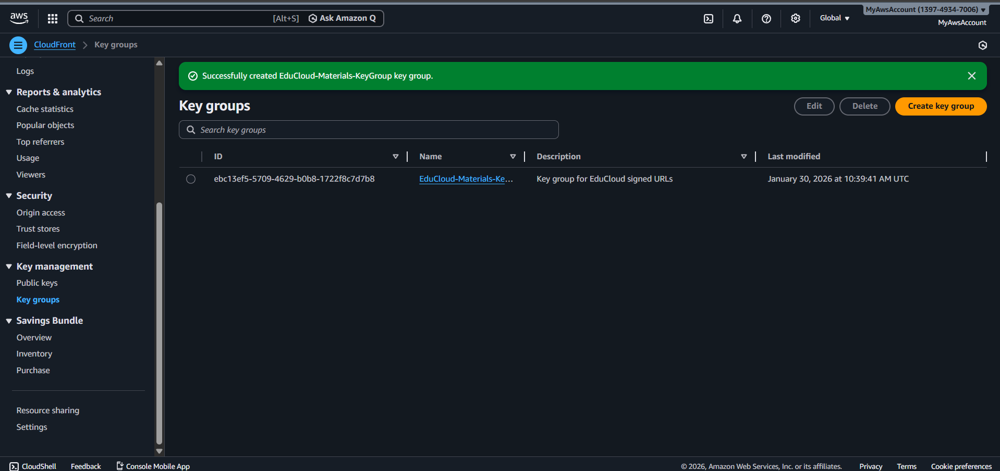 aws
Search [Alt+S] Ask Amazon Q
Global
MyAwsAccount (1397-4934-7006)
MyAwsAccount
CloudFront Key groups
Logs
Reports & analytics
Cache statistics
Popular objects
Top referrers
Usage
Viewers
Security
Origin access
Trust stores
Field-level encryption
Key management
Public keys
Key groups
Savings Bundle
Overview
Inventory
Purchase
Resource sharing
Settings
Successfully created EduCloud-Materials-KeyGroup key group.
Key groups
Edit Delete Create key group
Search key groups
ID Name Description Last modified
ebc13ef5-5709-4629-b0b8-1722f8c7d7b8 EduCloud-Materials-Ke... Key group for EduCloud signed URLs January 30, 2026 at 10:39:41 AM UTC
CloudShell Feedback Console Mobile App © 2026, Amazon Web Services, Inc. or its affiliates. Privacy Terms Cookie preferences